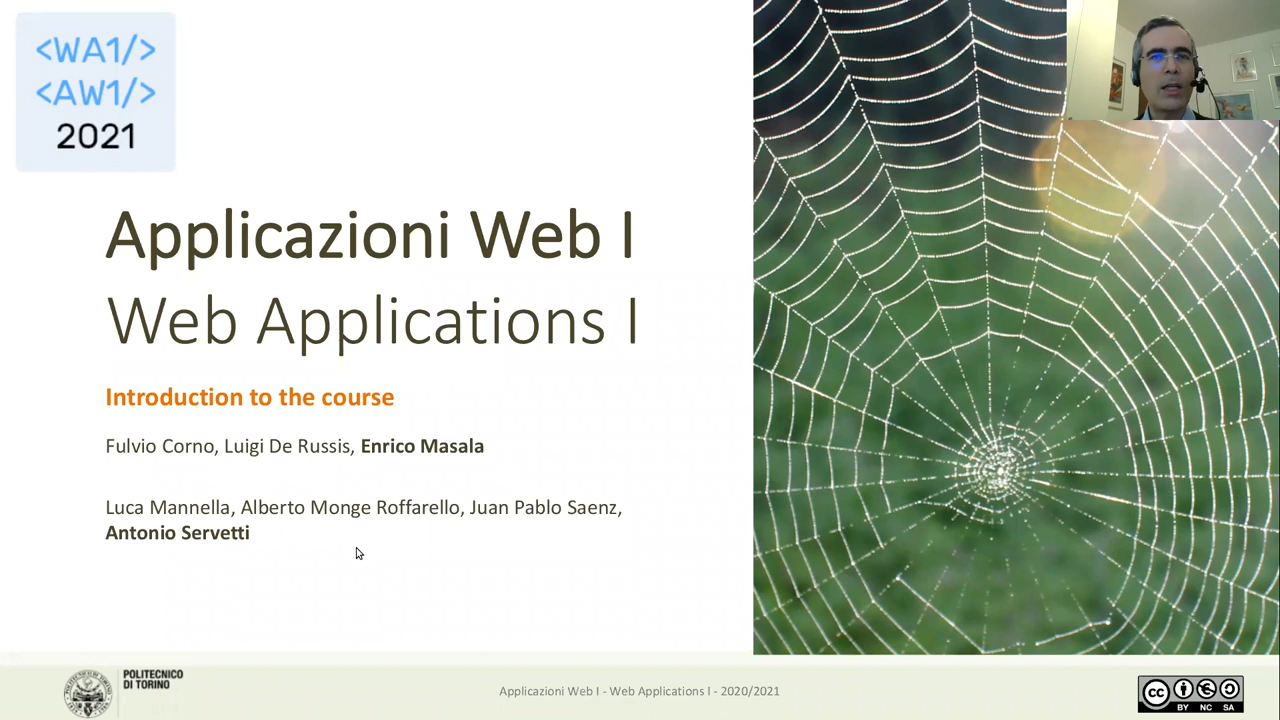 <WA1/>
<AW1/>
2021
Applicazioni Web I
Web Applications I
Introduction to the course
Fulvio Corno, Luigi De Russis, Enrico Masala
Luca Mannella, Alberto Monge Roffarello, Juan Pablo Saenz,
Antonio Servetti
POLITECNICO
DI TORINO
Applicazioni Web I - Web Applications I - 2020/2021
cc
BY NC SA